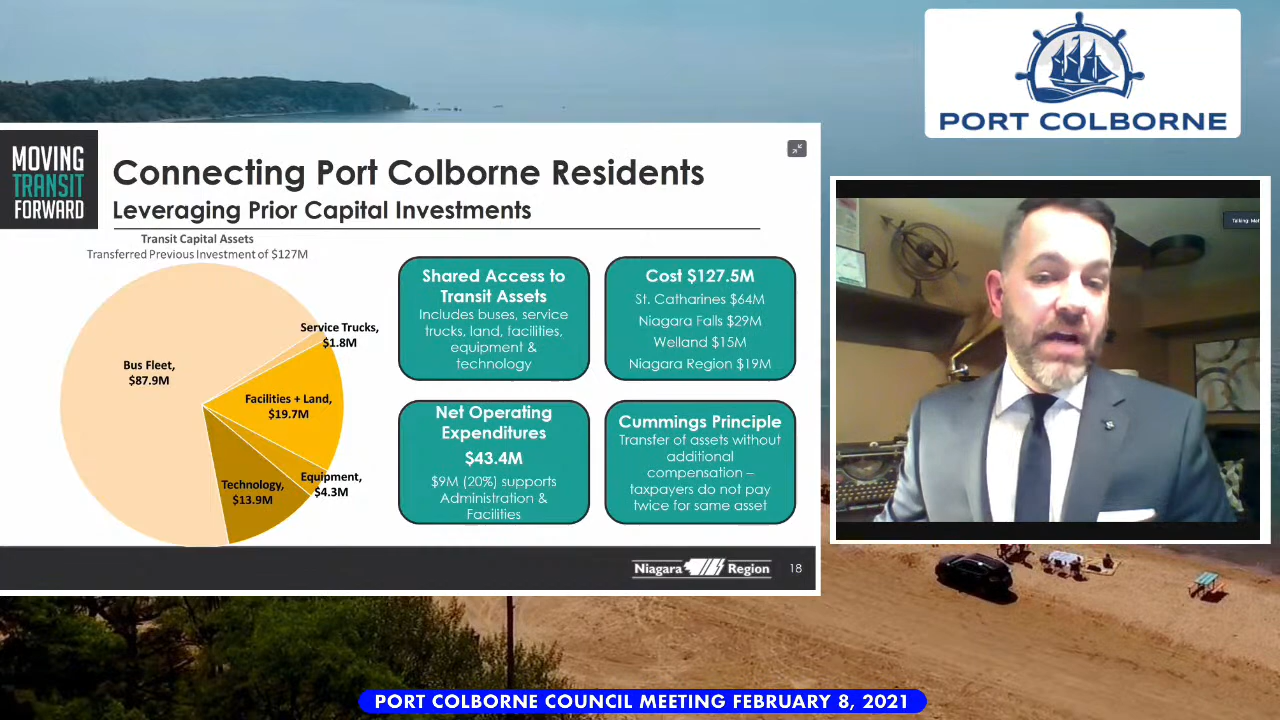 PORT COLBORNE
MOVING
TRANSIT
FORWARD
Connecting Port Colborne Residents
Leveraging Prior Capital Investments
Transit Capital Assets
Transferred Previous Investment of $127M
Service Trucks,
$1.8M
Bus Fleet,
$87.9M
Facilities + Land,
$19.7M
Equipment,
$4.3M
Technology,
$13.9M
Shared Access to
Transit Assets
Includes buses, service
trucks, land, facilities,
equipment &
technology
Cost $127.5M
St. Catharines $64M
Niagara Falls $29M
Welland $15M
Niagara Region $19M
Net Operating
Expenditures
$43.4M
$9M (20%) supports
Administration &
Facilities
Cummings Principle
Transfer of assets without
additional
compensation –
taxpayers do not pay
twice for same asset
Niagara Region
18
Talking: Mat
PORT COLBORNE COUNCIL MEETING FEBRUARY 8, 2021